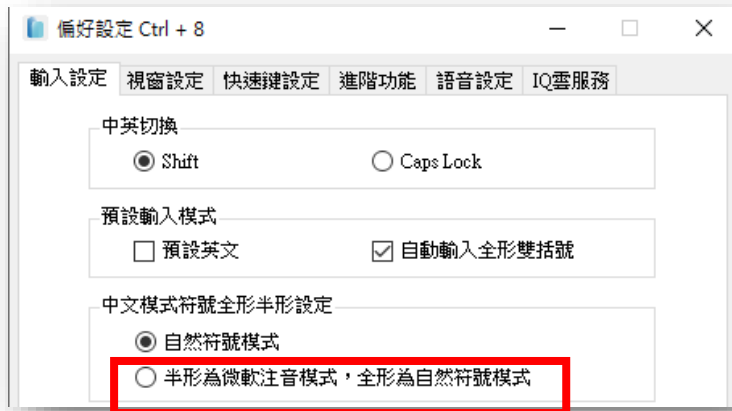 偏好設定 Ctrl + 8
輸入設定 視窗設定 快速鍵設定 進階功能 語音設定 IQ雲服務
中英切換
Shift Caps Lock
預設輸入模式
預設英文 自動輸入全形雙括號
中文模式符號全形半形設定
自然符號模式
半形為微軟注音模式，全形為自然符號模式